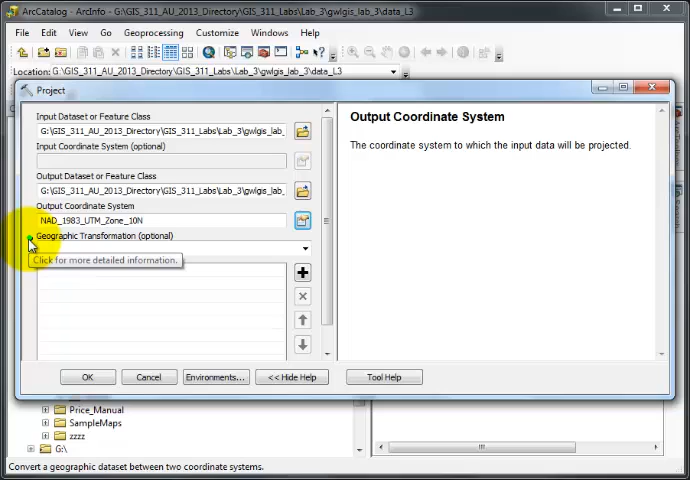 ArcCatalog - ArcInfo - G:\GIS_311_AU_2013_Directory\GIS_311_Labs\Lab_3\gwlgis_lab_3\data_L3
File Edit View Go Geoprocessing Customize Windows Help
Location: G:\GIS_311_AU_2013_Directory\GIS_311_Labs\Lab_3\gwlgis_lab_3\data_L3
Project
Input Dataset or Feature Class
G:\GIS_311_AU_2013_Directory\GIS_311_Labs\Lab_3\gwlgis_lab_
Input Coordinate System (optional)
Output Dataset or Feature Class
G:\GIS_311_AU_2013_Directory\GIS_311_Labs\Lab_3\gwlgis_lab_
Output Coordinate System
NAD_1983_UTM_Zone_10N
Geographic Transformation (optional)
Click for more detailed information.
OK Cancel Environments... << Hide Help Tool Help
Output Coordinate System
The coordinate system to which the input data will be projected.
Price_Manual
SampleMaps
zzzz
G:\
Convert a geographic dataset between two coordinate systems.